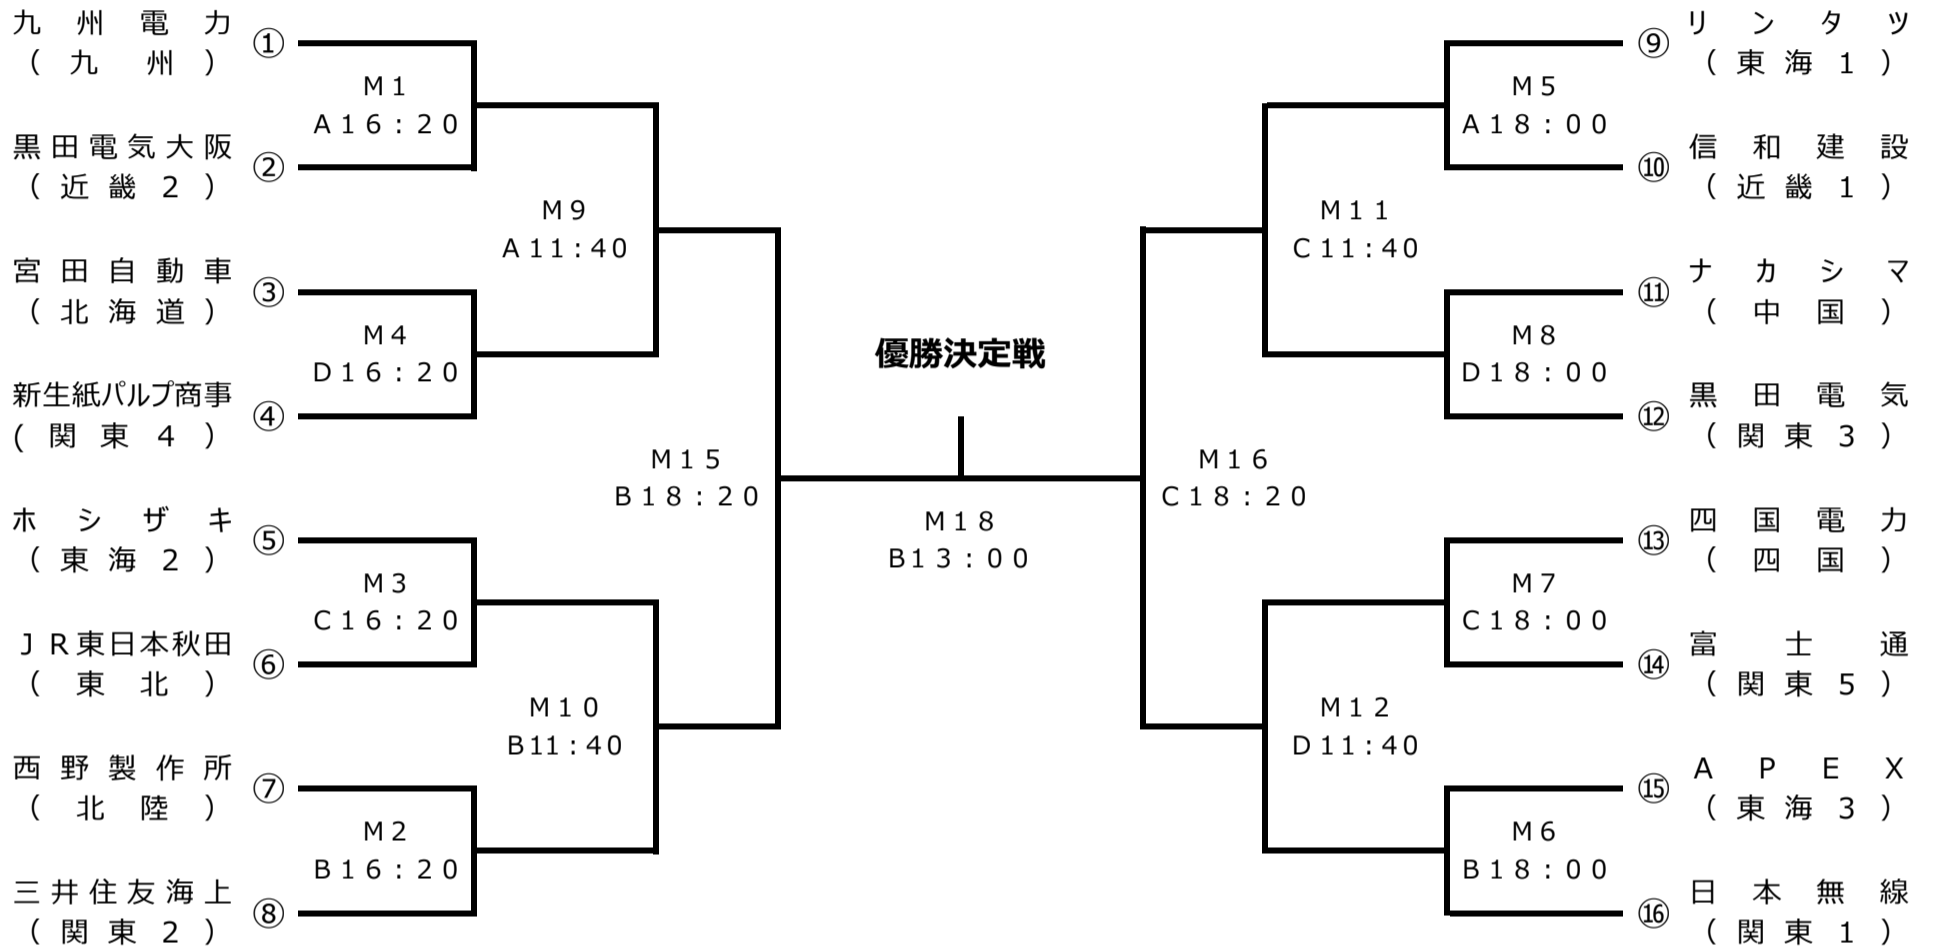 九州電力
（九州）
①
M1
A16：20
黒田電気大阪
（近畿2）
②
M9
A11:40
宮田自動車
（北海道）
③
M4
D16：20
新生紙パルプ商事
(関東4）
④
M15
B18：20
ホシザキ
（東海2）
⑤
M3
C16：20
JR東日本秋田
（東北）
⑥
M10
B11:40
西野製作所
（北陸）
⑦
M2
B16：20
三井住友海上
（関東2）
⑧
優勝決定戦
M18
B13：00
リンタツ
（東海1）
⑨
M5
A18：00
信和建設
（近畿1）
⑩
M11
C11:40
ナカシマ
（中国）
⑪
M8
D18：00
黒田電気
（関東3）
⑫
M16
C18：20
四国電力
（四国）
⑬
M7
C18：00
富士通
（関東5）
⑭
M12
D11:40
APEX
（東海3）
⑮
M6
B18：00
日本無線
（関東1）
⑯